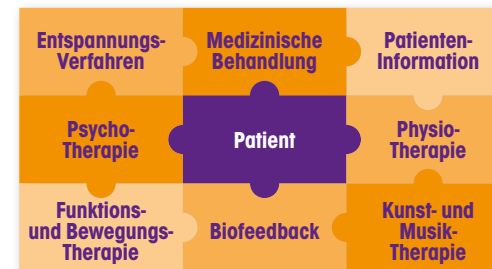 Entspannungs-
Verfahren
Medizinische
Behandlung
Patienten-
Information
Psycho-
Therapie
Patient
Physio-
Therapie
Funktions-
und Bewegungs-
Therapie
Biofeedback
Kunst- und
Musik-
Therapie